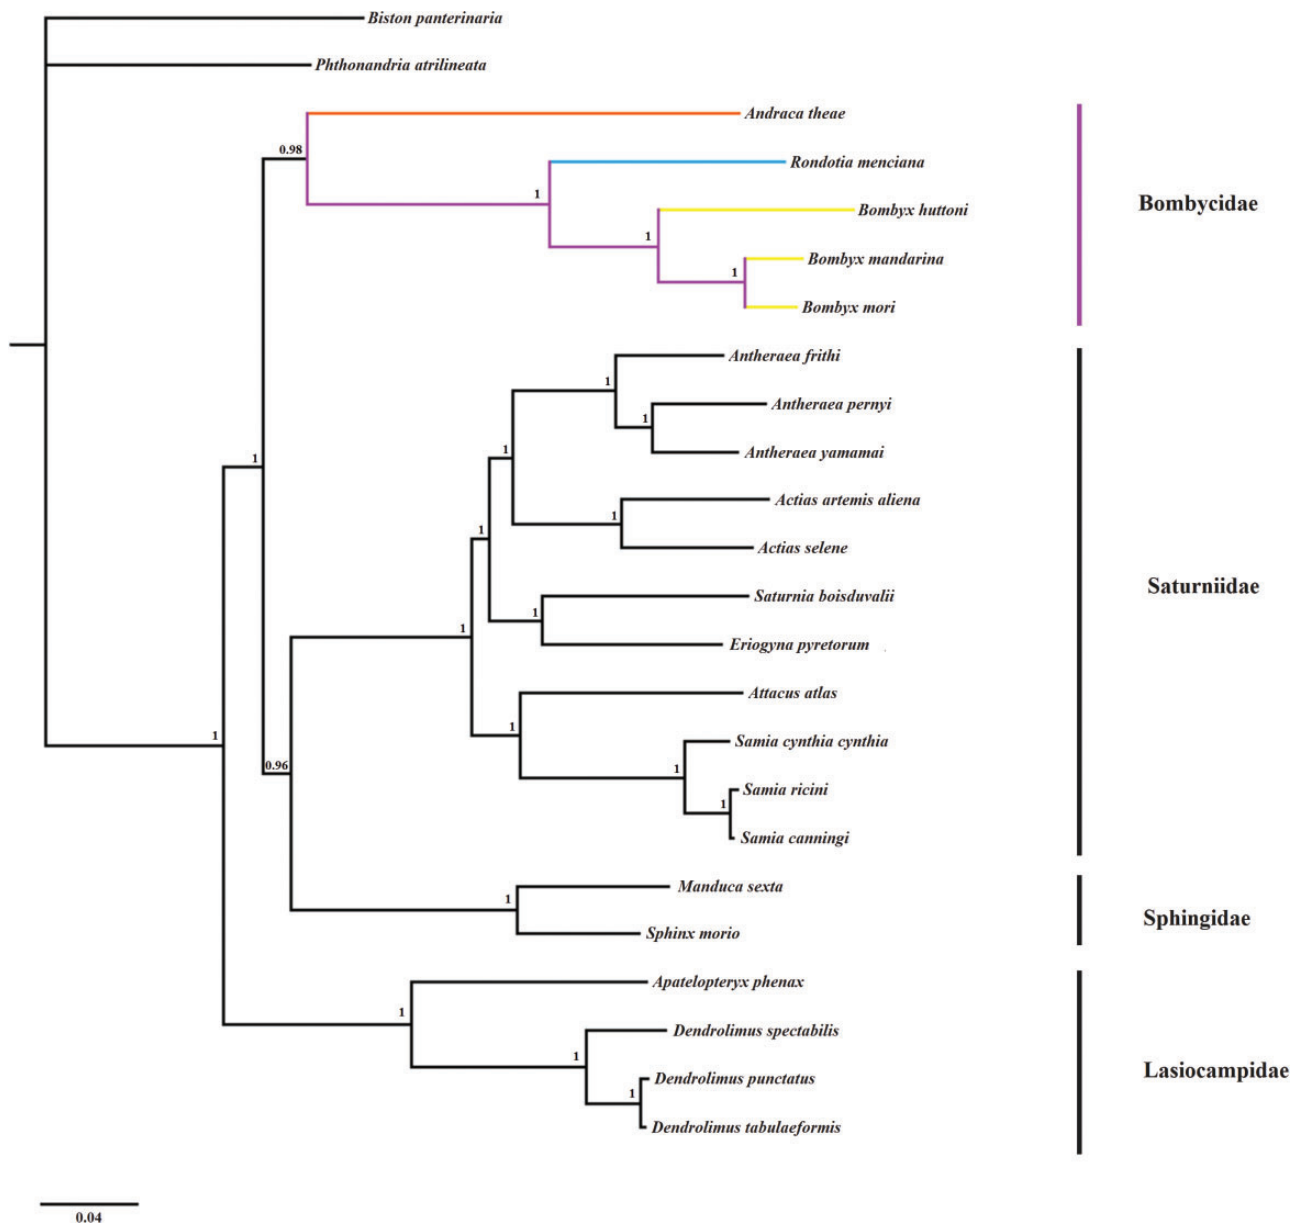 Biston panterinaria
Phthonandria atrilineata
Andraca theae
0.98
Rondotia menciana
1
Bombycidae
Bombyx huttoni
1
Bombyx mandarina
1
Bombyx mori
Antheraea frithi
1
Antheraea pernyi
1
Antheraea yamamai
1
1
Actias artemis aliena
1
1
Actias selene
Saturniidae
Saturnia boisduvalii
1
1
Eriogyna pyretorum
Attacus atlas
1
1
Samia cynthia cynthia
0.96
1
Samia ricini
1
Samia canningi
Manduca sexta
1
Sphingidae
Sphinx morio
Apatelopteryx phenax
1
Dendrolimus spectabilis
1
Lasiocampidae
Dendrolimus punctatus
1
Dendrolimus tabulaeformis
0.04